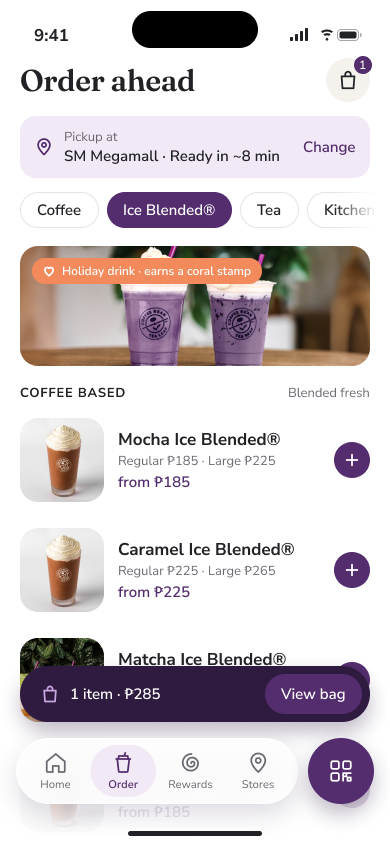 9:41
Order ahead
1
Pickup at
SM Megamall · Ready in ~8 min
Change
Coffee
Ice Blended®
Tea
Kitchen
Holiday drink · earns a coral stamp
COFFEE BASED
Blended fresh
Mocha Ice Blended®
Regular ₱185 · Large ₱225
from ₱185
Caramel Ice Blended®
Regular ₱225 · Large ₱265
from ₱225
Matcha Ice Blended®
1 item · ₱285
View bag
Home
Order
Rewards
Stores
from ₱185